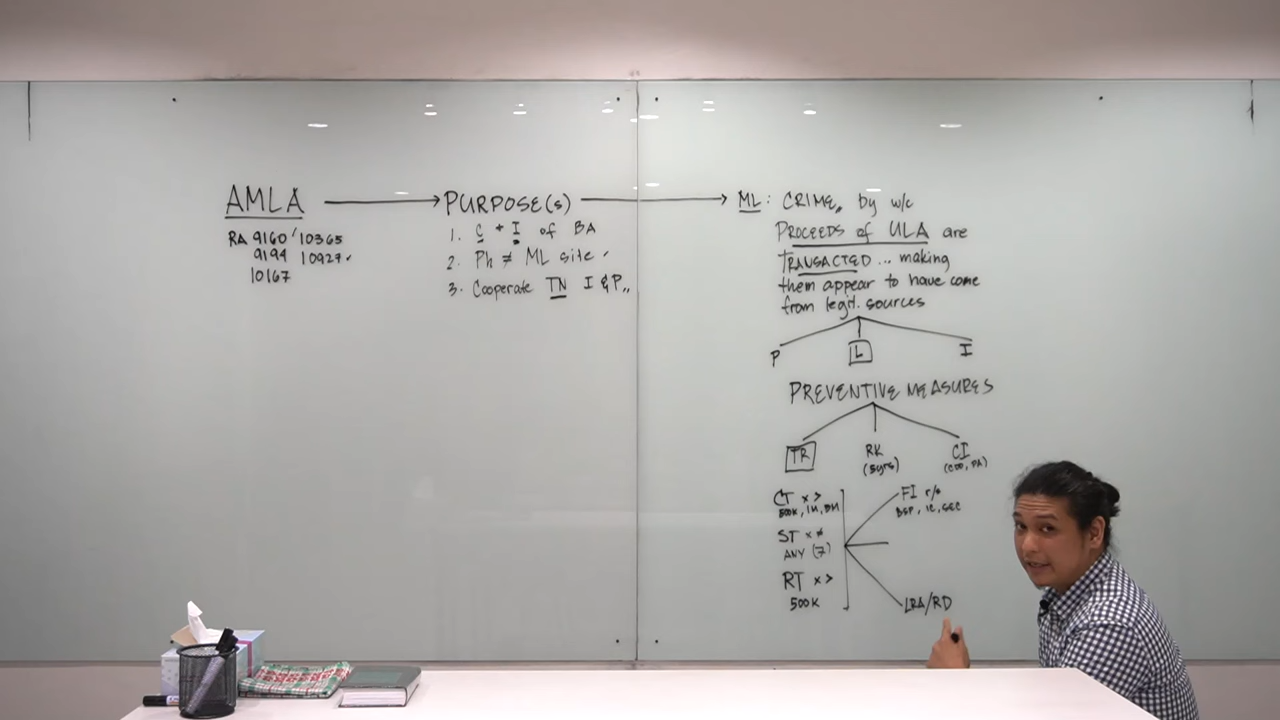 AMLA
RA 9160 / 10365
9194 10927
10167
PURPOSE(s)
1. C + I of BA
2. Ph ≠ ML site
3. Cooperate TN I & P
ML: CRIME, by w/c
PROCEEDS of ULA are
TRANSACTED ... making
them appear to have come
from legit. sources
P L I
PREVENTIVE MEASURES
TR RK CI
(5yrs) (CDD, PA)
CT x >
500K, 1M, 5M
ST x ≠
ANY (7)
RT x >
500K
FI r/s
BSP, IC, SEC
LRA/RD